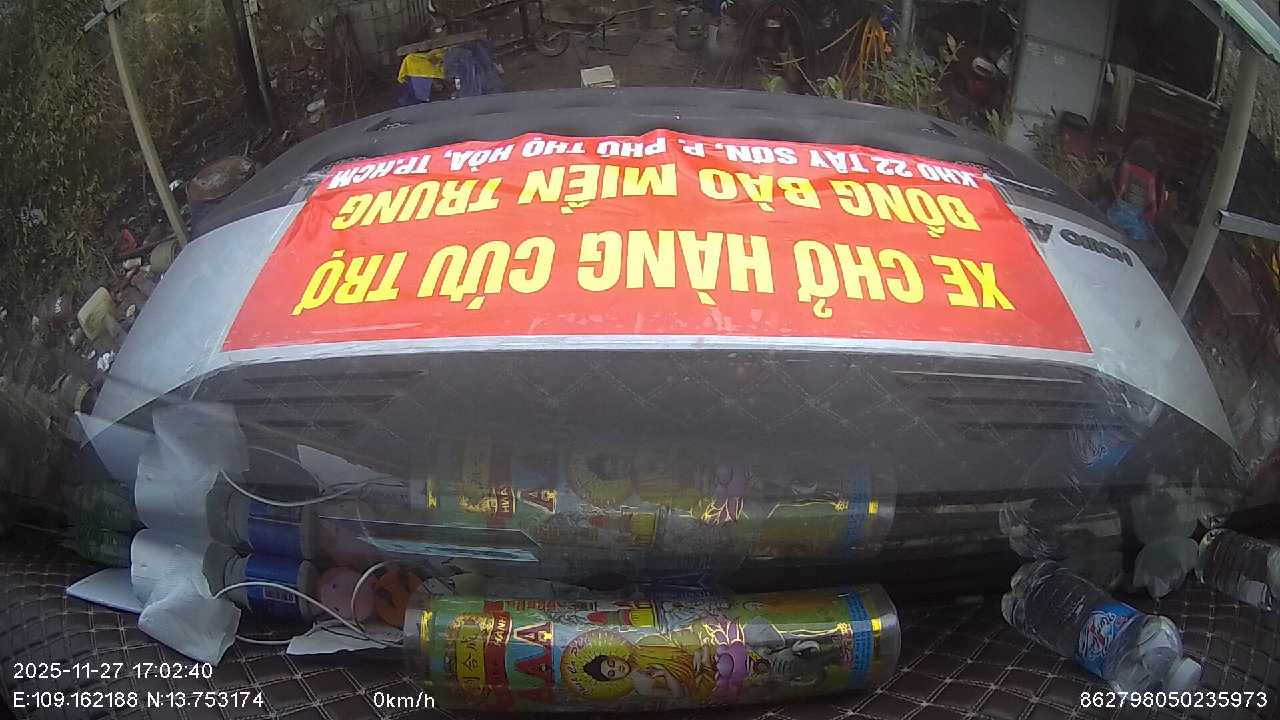 XE CHỞ HÀNG CỨU TRỢ
ĐỒNG BÀO MIỀN TRUNG
KHO 22 TÂY SƠN, P. PHÚ THỌ HÒA, TP.HCM
2025-11-27 17:02:40
E:109.162188 N:13.753174
0km/h
862798050235973